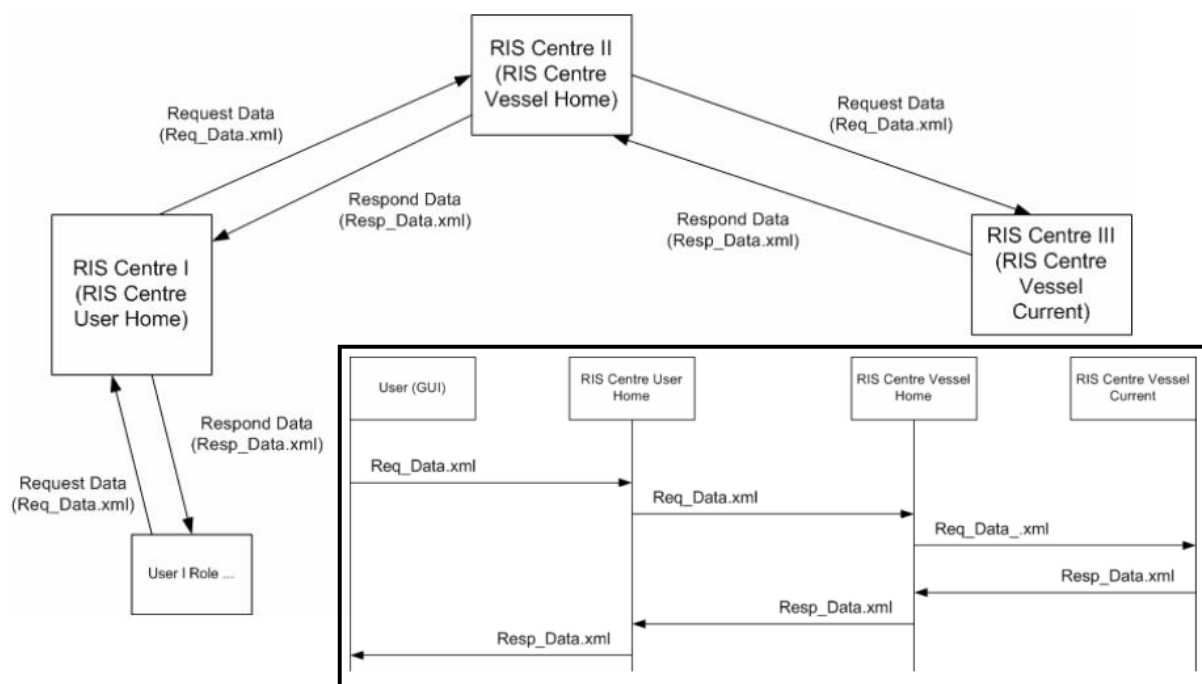 RIS Centre II
(RIS Centre
Vessel Home)
Request Data
(Req_Data.xml)
Request Data
(Req_Data.xml)
Respond Data
(Resp_Data.xml)
Respond Data
(Resp_Data.xml)
RIS Centre I
(RIS Centre
User Home)
RIS Centre III
(RIS Centre
Vessel
Current)
Respond Data
(Resp_Data.xml)
Request Data
(Req_Data.xml)
User I Role ...
User (GUI)
RIS Centre User
Home
RIS Centre Vessel
Home
RIS Centre Vessel
Current
Req_Data.xml
Req_Data.xml
Req_Data_.xml
Resp_Data.xml
Resp_Data.xml
Resp_Data.xml